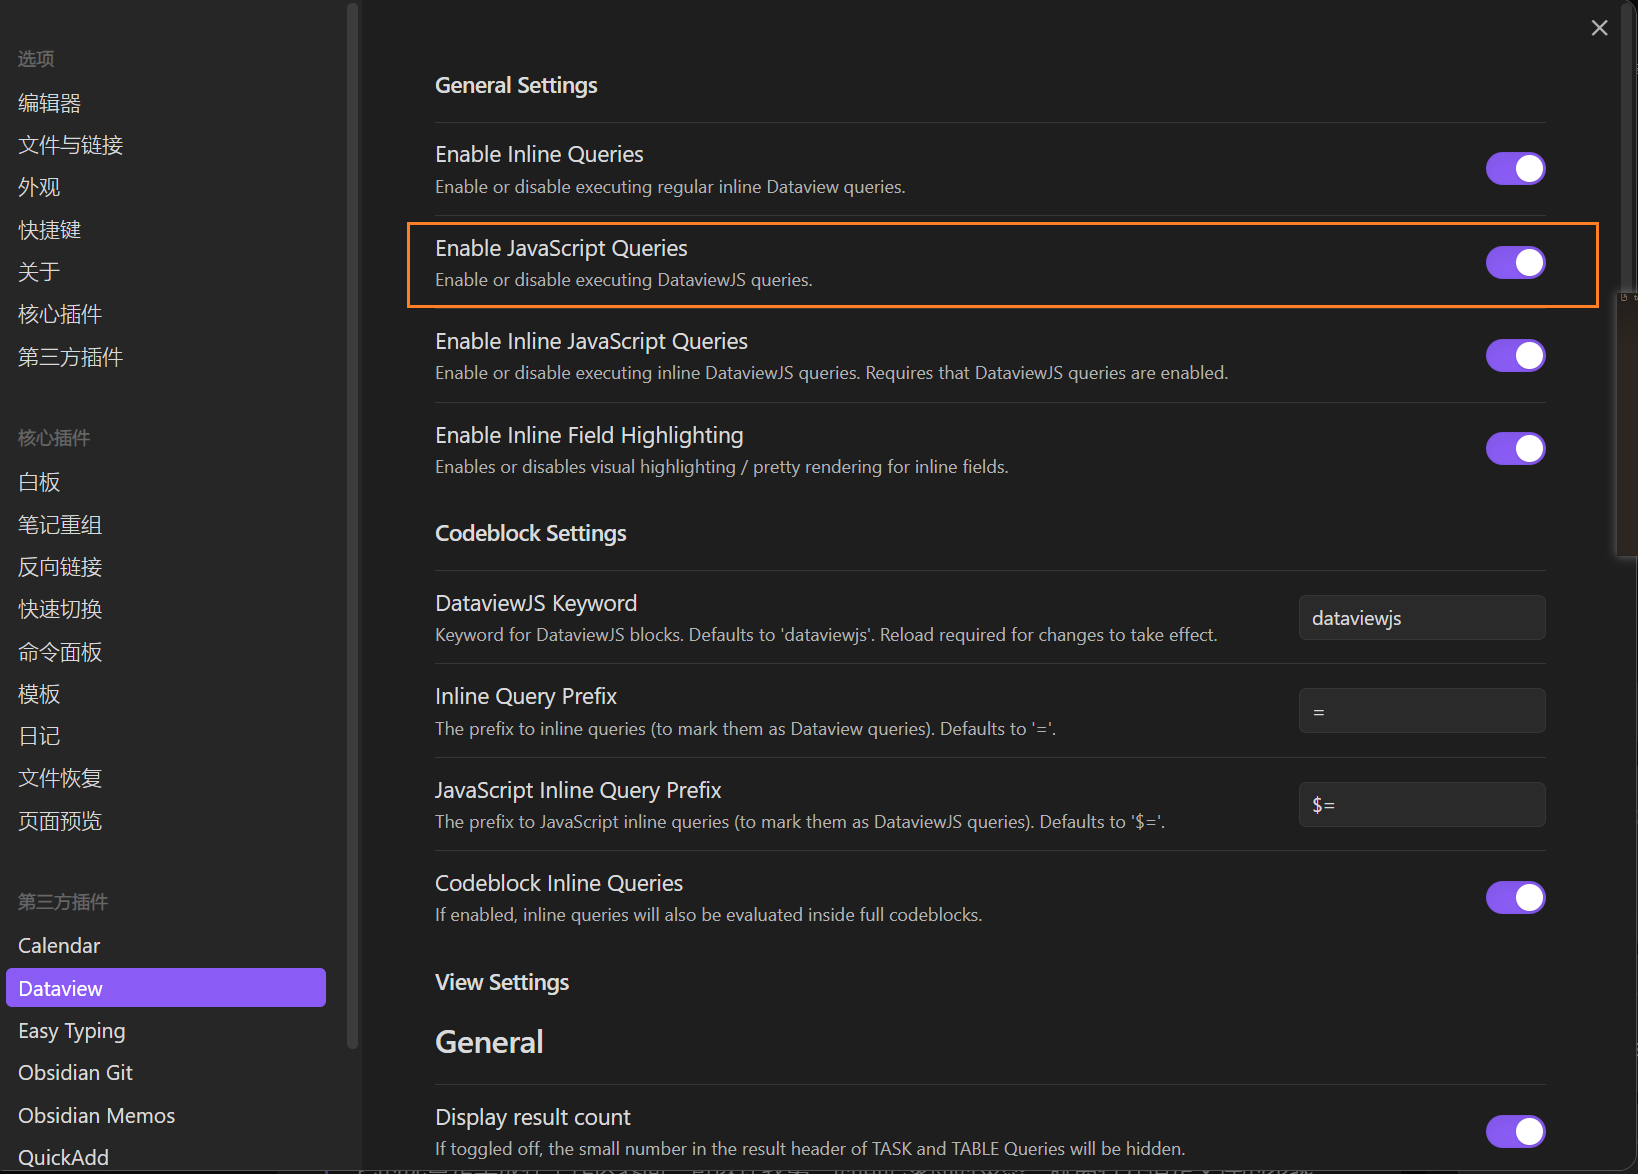 选项
编辑器
文件与链接
外观
快捷键
关于
核心插件
第三方插件
核心插件
白板
笔记重组
反向链接
快速切换
命令面板
模板
日记
文件恢复
页面预览
第三方插件
Calendar
Dataview
Easy Typing
Obsidian Git
Obsidian Memos
QuickAdd
General Settings
Enable Inline Queries
Enable or disable executing regular inline Dataview queries.
Enable JavaScript Queries
Enable or disable executing DataviewJS queries.
Enable Inline JavaScript Queries
Enable or disable executing inline DataviewJS queries. Requires that DataviewJS queries are enabled.
Enable Inline Field Highlighting
Enables or disables visual highlighting / pretty rendering for inline fields.
Codeblock Settings
DataviewJS Keyword
Keyword for DataviewJS blocks. Defaults to 'dataviewjs'. Reload required for changes to take effect.
dataviewjs
Inline Query Prefix
The prefix to inline queries (to mark them as Dataview queries). Defaults to '='.
=
JavaScript Inline Query Prefix
The prefix to JavaScript inline queries (to mark them as DataviewJS queries). Defaults to '$='.
$=
Codeblock Inline Queries
If enabled, inline queries will also be evaluated inside full codeblocks.
View Settings
General
Display result count
If toggled off, the small number in the result header of TASK and TABLE Queries will be hidden.